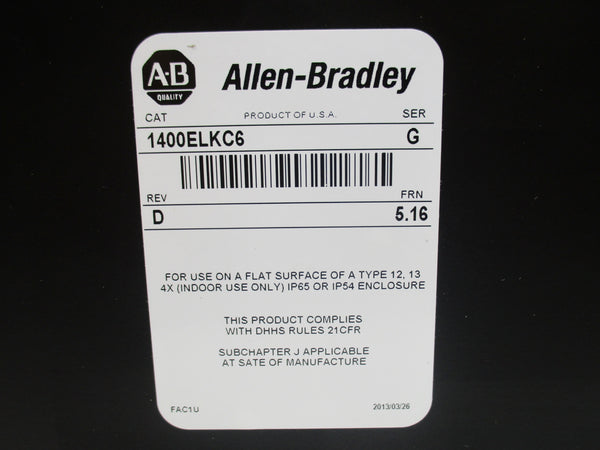 A-B
QUALITY
Allen-Bradley
CAT PRODUCT OF U.S.A. SER
1400ELKC6 G
REV FRN
D 5.16
FOR USE ON A FLAT SURFACE OF A TYPE 12, 13
4X (INDOOR USE ONLY) IP65 OR IP54 ENCLOSURE
THIS PRODUCT COMPLIES
WITH DHHS RULES 21CFR
SUBCHAPTER J APPLICABLE
AT SATE OF MANUFACTURE
FAC1U 2013/03/26